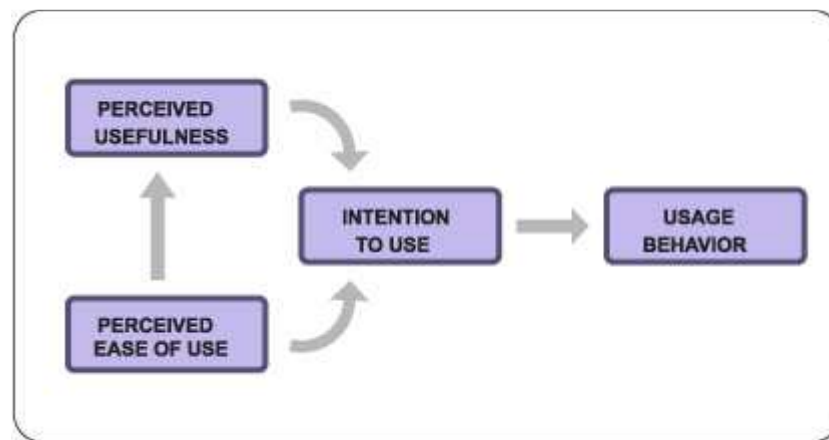 PERCEIVED
USEFULNESS
INTENTION
TO USE
USAGE
BEHAVIOR
PERCEIVED
EASE OF USE